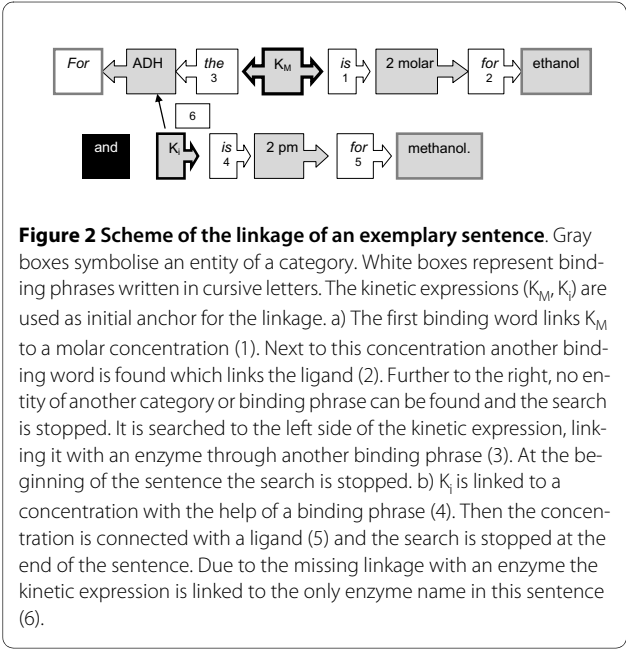 For ADH the K_M is 2 molar for ethanol
3 1 2
6
and K_i is 2 pm for methanol.
4 5
Figure 2 Scheme of the linkage of an exemplary sentence. Gray
boxes symbolise an entity of a category. White boxes represent bind-
ing phrases written in cursive letters. The kinetic expressions (K_M, K_i) are
used as initial anchor for the linkage. a) The first binding word links K_M
to a molar concentration (1). Next to this concentration another bind-
ing word is found which links the ligand (2). Further to the right, no en-
tity of another category or binding phrase can be found and the search
is stopped. It is searched to the left side of the kinetic expression, link-
ing it with an enzyme through another binding phrase (3). At the be-
ginning of the sentence the search is stopped. b) K_i is linked to a
concentration with the help of a binding phrase (4). Then the concen-
tration is connected with a ligand (5) and the search is stopped at the
end of the sentence. Due to the missing linkage with an enzyme the
kinetic expression is linked to the only enzyme name in this sentence
(6).